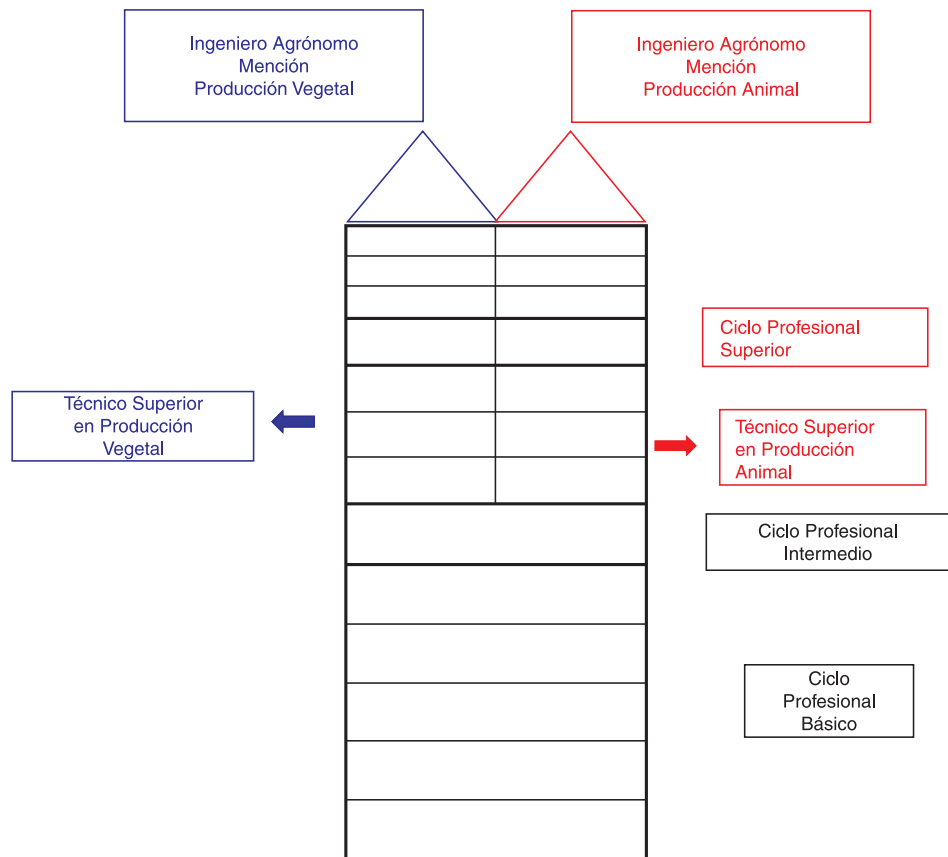 Ingeniero Agrónomo
Mención
Producción Vegetal
Ingeniero Agrónomo
Mención
Producción Animal
Ciclo Profesional
Superior
Técnico Superior
en Producción
Vegetal
Técnico Superior
en Producción
Animal
Ciclo Profesional
Intermedio
Ciclo
Profesional
Básico